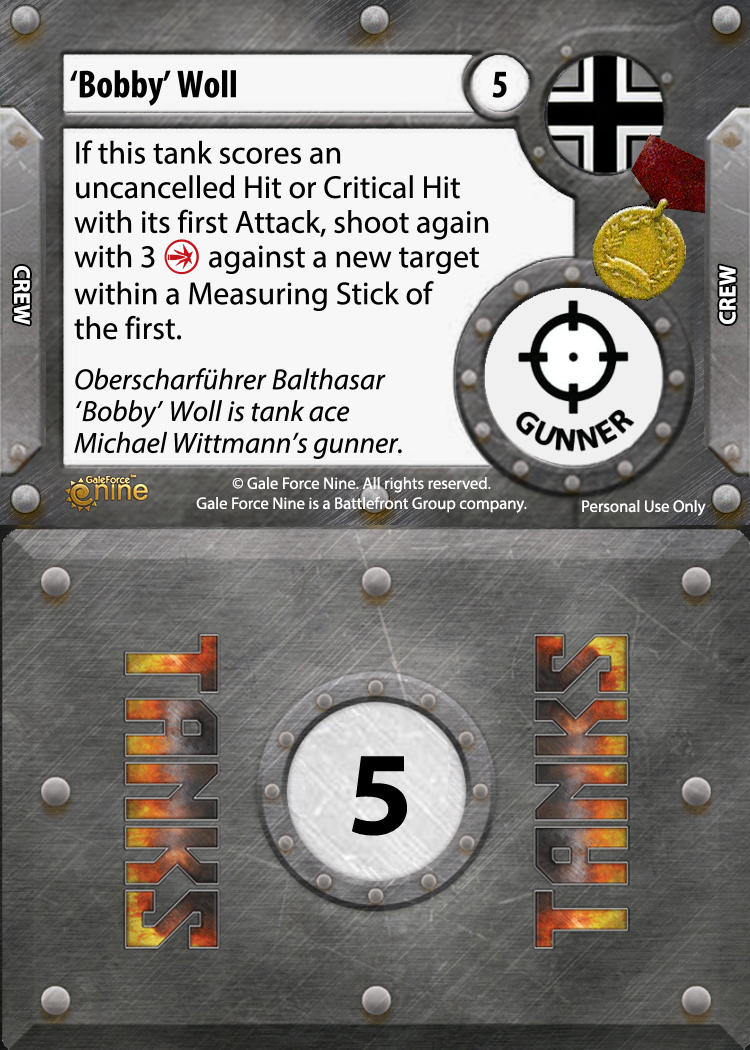 ‘Bobby’ Woll
5
If this tank scores an
uncancelled Hit or Critical Hit
with its first Attack, shoot again
with 3 against a new target
within a Measuring Stick of
the first.
Oberscharführer Balthasar
‘Bobby’ Woll is tank ace
Michael Wittmann’s gunner.
CREW
CREW
GUNNER
GaleForce™
nine
© Gale Force Nine. All rights reserved.
Gale Force Nine is a Battlefront Group company.
Personal Use Only
TANKS
5
TANKS